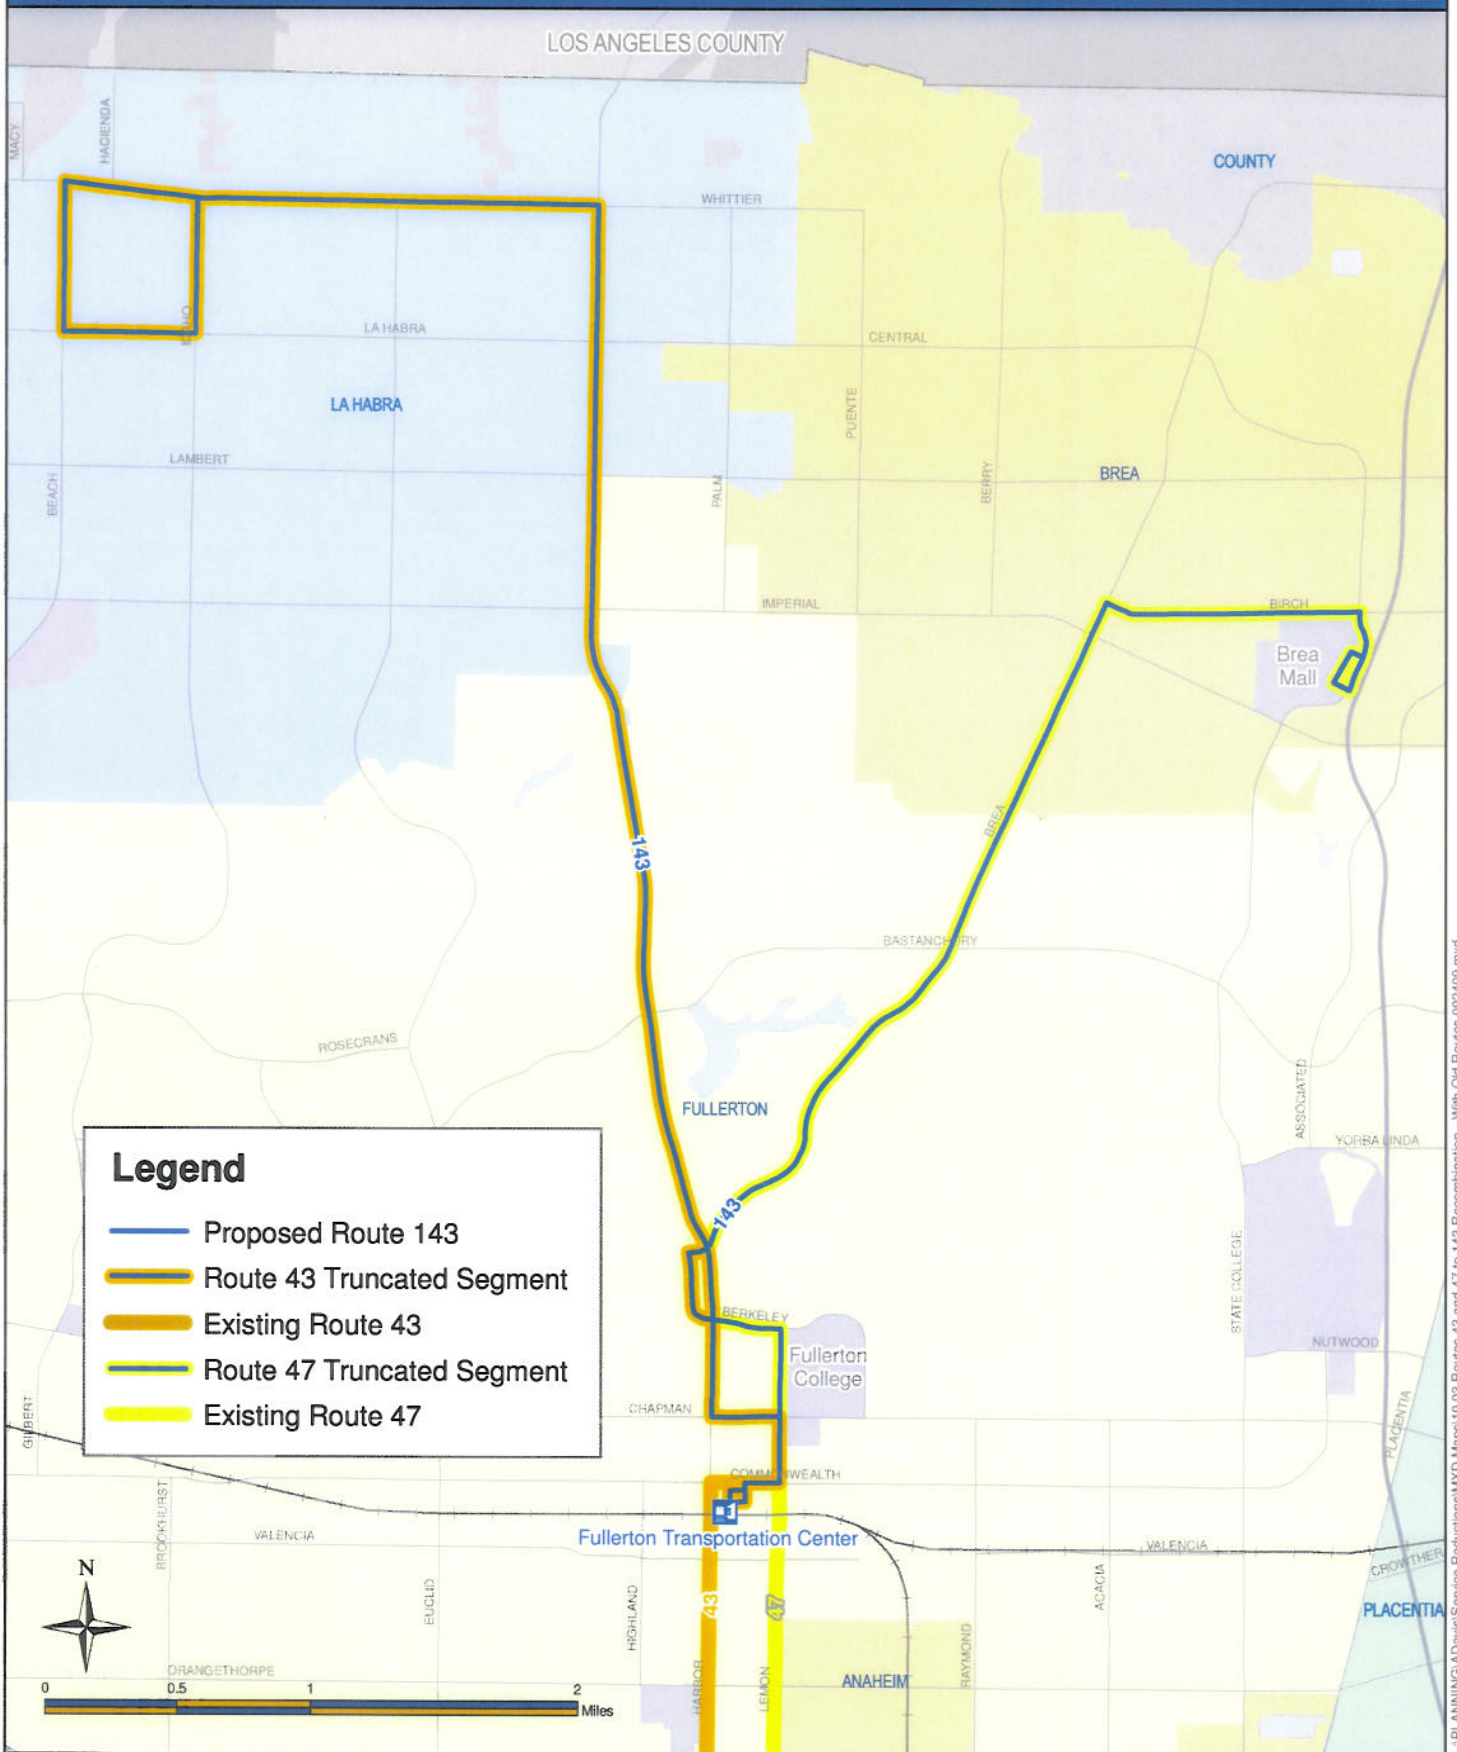 LOS ANGELES COUNTY
MACY
HACIENDA
COUNTY
WHITTIER
IDAHO
LA HABRA
CENTRAL
LA HABRA
PUENTE
LAMBERT
BREA
BEACH
PALM
BERRY
IMPERIAL
BIRCH
Brea
Mall
BREA
143
BASTANCHURY
ROSECRANS
FULLERTON
ASSOCIATED
YORBA LINDA
143
Legend
Proposed Route 143
Route 43 Truncated Segment
Existing Route 43
Route 47 Truncated Segment
Existing Route 47
BERKELEY
STATE COLLEGE
NUTWOOD
Fullerton
College
GILBERT
CHAPMAN
PLACENTIA
COMMONWEALTH
1
Fullerton Transportation Center
BROOKHURST
VALENCIA
VALENCIA
CROWTHER
N
EUCLID
HIGHLAND
43
47
ACACIA
PLACENTIA
RAYMOND
ORANGETHORPE
HARBOR
LEMON
ANAHEIM
0 0.5 1 2
Miles